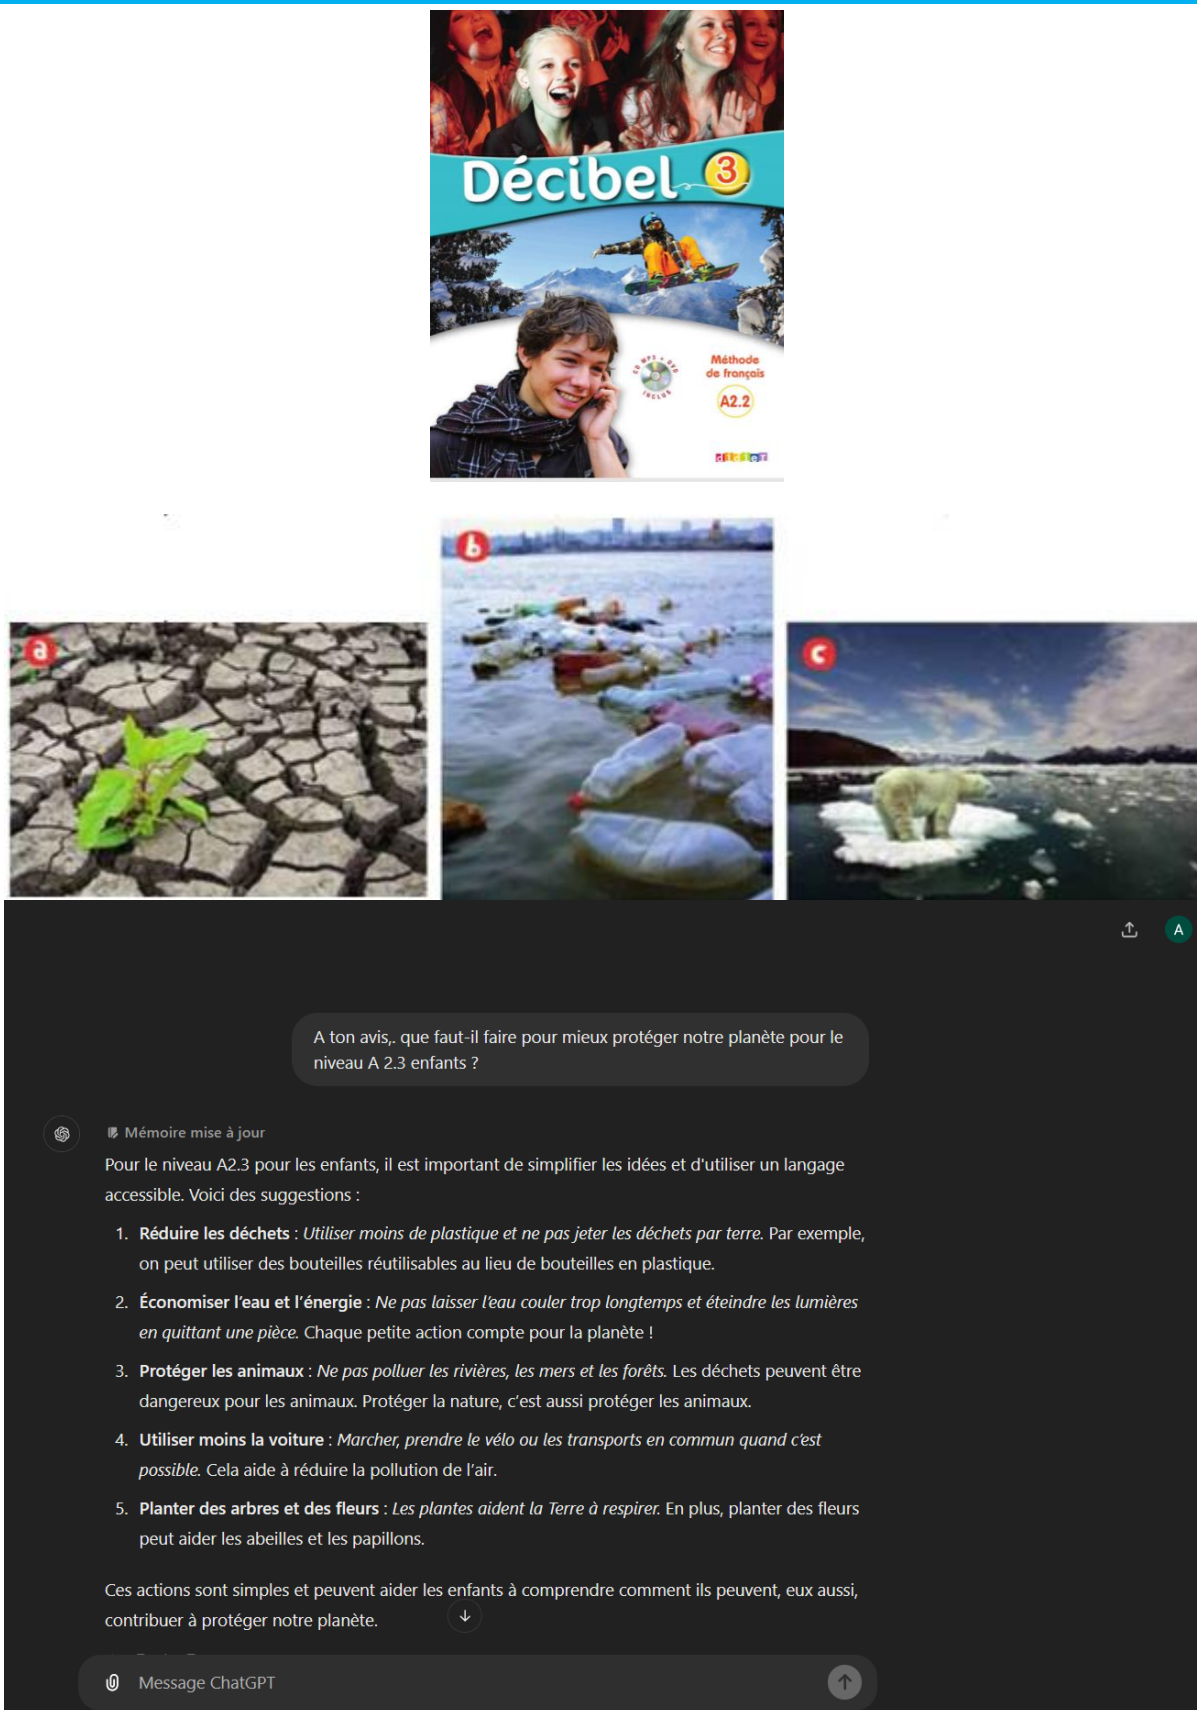 Décibel 3
CD MP3 + DVD
INCLUS
Méthode
de français
A2.2
didier
b
a
c
A
A ton avis,. que faut-il faire pour mieux protéger notre planète pour le
niveau A 2.3 enfants ?
Mémoire mise à jour
Pour le niveau A2.3 pour les enfants, il est important de simplifier les idées et d'utiliser un langage
accessible. Voici des suggestions :
1. Réduire les déchets : Utiliser moins de plastique et ne pas jeter les déchets par terre. Par exemple,
on peut utiliser des bouteilles réutilisables au lieu de bouteilles en plastique.
2. Économiser l’eau et l’énergie : Ne pas laisser l’eau couler trop longtemps et éteindre les lumières
en quittant une pièce. Chaque petite action compte pour la planète !
3. Protéger les animaux : Ne pas polluer les rivières, les mers et les forêts. Les déchets peuvent être
dangereux pour les animaux. Protéger la nature, c’est aussi protéger les animaux.
4. Utiliser moins la voiture : Marcher, prendre le vélo ou les transports en commun quand c’est
possible. Cela aide à réduire la pollution de l’air.
5. Planter des arbres et des fleurs : Les plantes aident la Terre à respirer. En plus, planter des fleurs
peut aider les abeilles et les papillons.
Ces actions sont simples et peuvent aider les enfants à comprendre comment ils peuvent, eux aussi,
contribuer à protéger notre planète.
Message ChatGPT